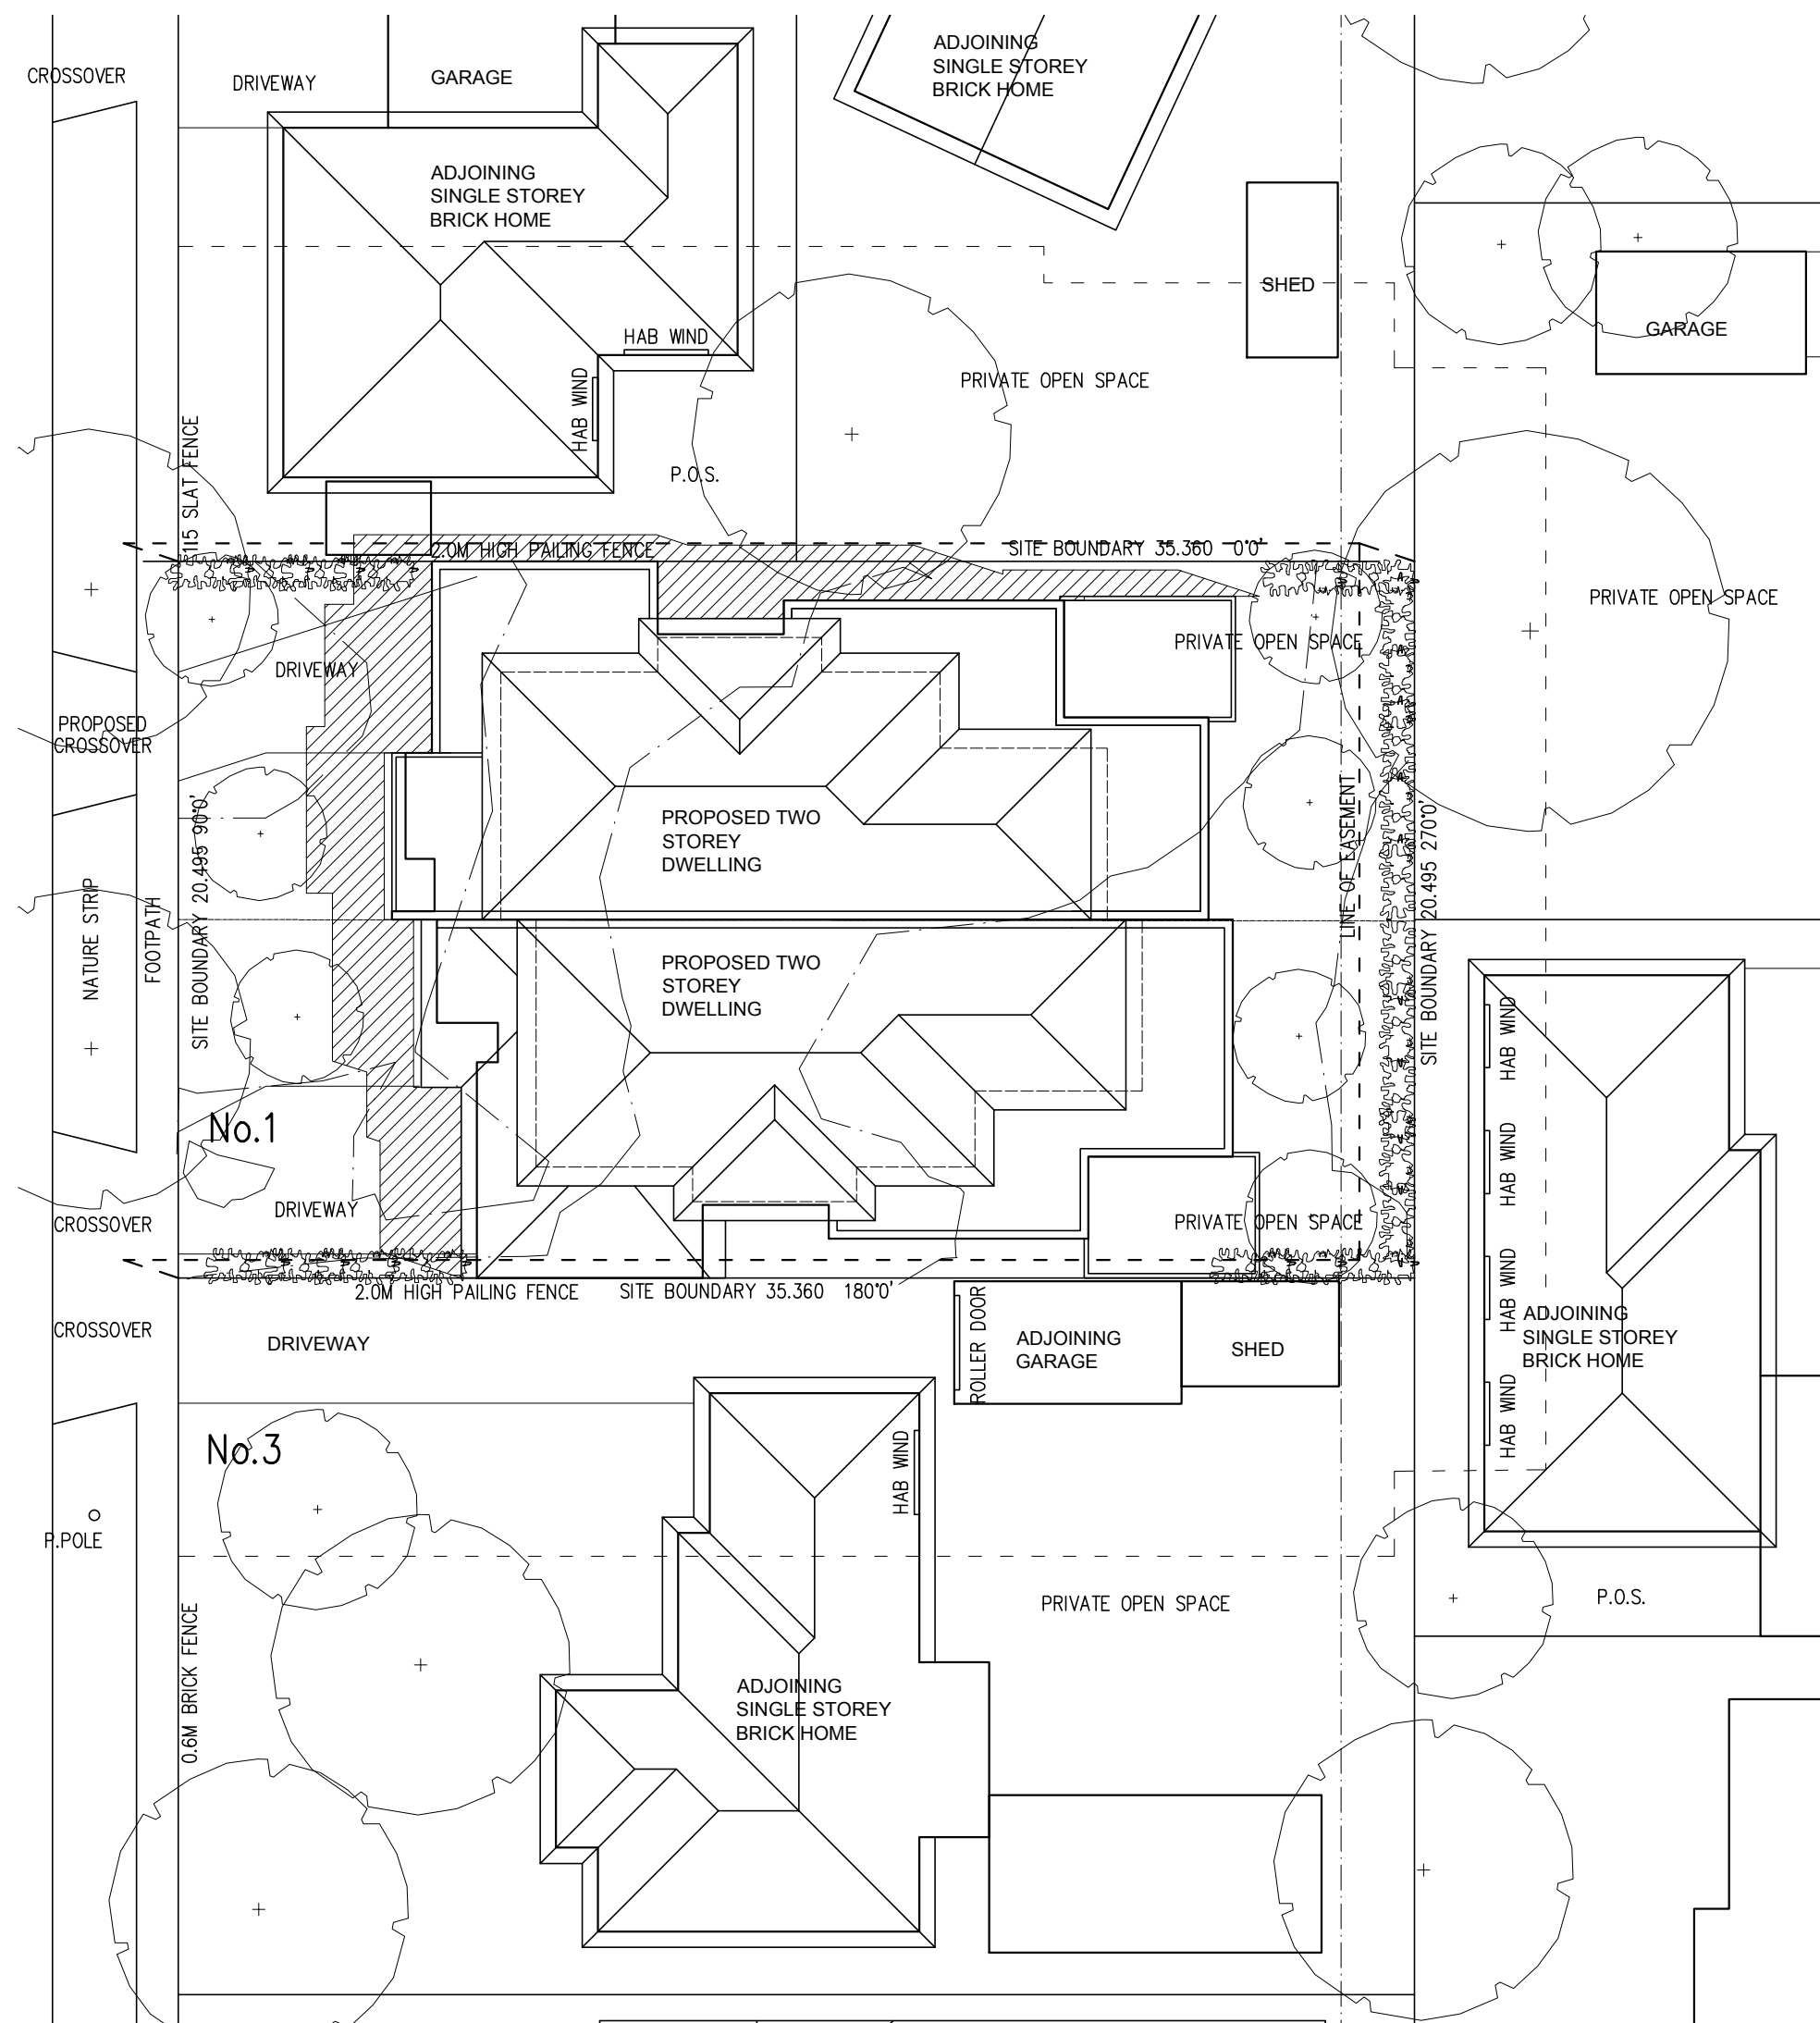 ADJOINING
SINGLE STOREY
BRICK HOME
CROSSOVER
DRIVEWAY
GARAGE
ADJOINING
SINGLE STOREY
BRICK HOME
SHED
GARAGE
HAB WIND
HAB WIND
PRIVATE OPEN SPACE
P.O.S.
1.5 SLAT FENCE
2.0M HIGH PAILING FENCE
SITE BOUNDARY 35.360 0°0'
PRIVATE OPEN SPACE
PRIVATE OPEN SPACE
DRIVEWAY
PROPOSED
CROSSOVER
PROPOSED TWO
STOREY
DWELLING
LINE OF EASEMENT
SITE BOUNDARY 20.495 90°0'
SITE BOUNDARY 20.495 270°0'
NATURE STRIP
FOOTPATH
PROPOSED TWO
STOREY
DWELLING
HAB WIND
HAB WIND
HAB WIND
HAB WIND
No.1
DRIVEWAY
CROSSOVER
PRIVATE OPEN SPACE
2.0M HIGH PAILING FENCE
SITE BOUNDARY 35.360 180°0'
CROSSOVER
DRIVEWAY
ROLLER DOOR
ADJOINING
GARAGE
SHED
ADJOINING
SINGLE STOREY
BRICK HOME
No.3
HAB WIND
P.POLE
PRIVATE OPEN SPACE
P.O.S.
0.6M BRICK FENCE
ADJOINING
SINGLE STOREY
BRICK HOME